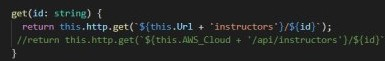 get(id: string) {
return this.http.get(`${this.Url + 'instructors'}/${id}`);
//return this.http.get(`${this.AWS_Cloud + '/api/instructors'}/${id}`
}